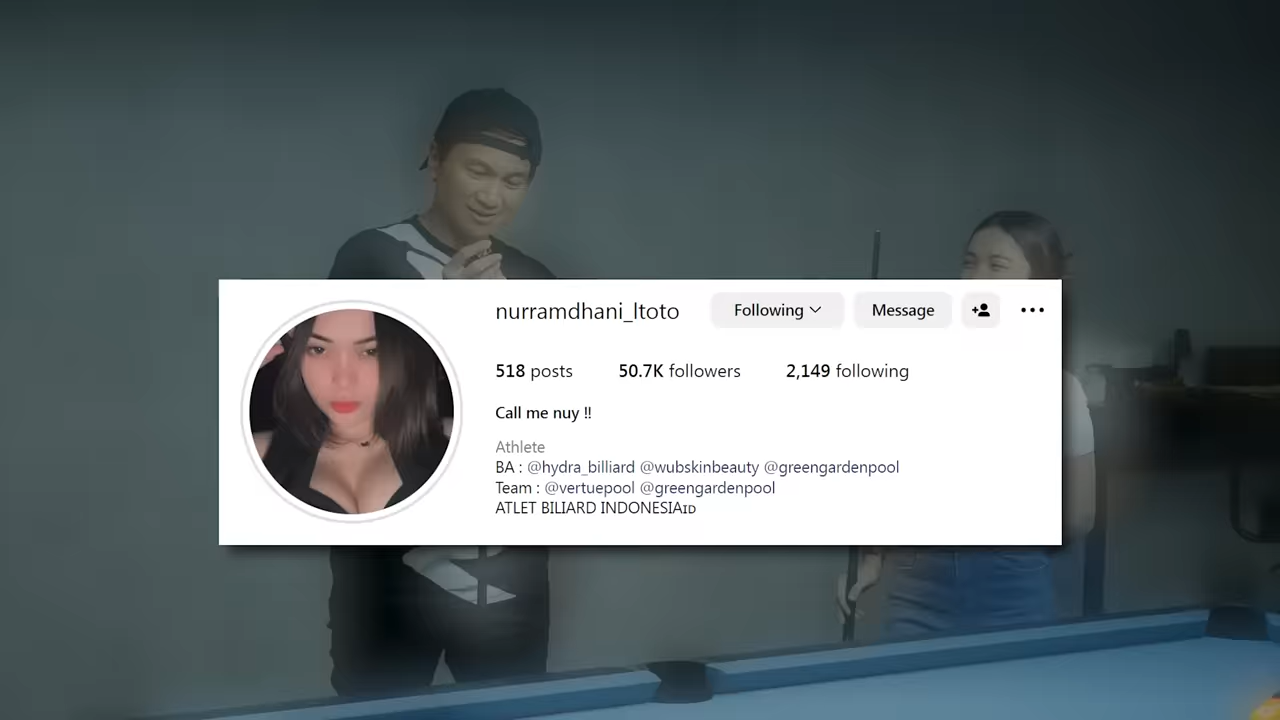 nurramdhani_ltoto Following Message
518 posts 50.7K followers 2,149 following
Call me nuy !!
Athlete
BA : @hydra_billiard @wubskinbeauty @greengardenpool
Team : @vertuepool @greengardenpool
ATLET BILIARD INDONESIAɪᴅ